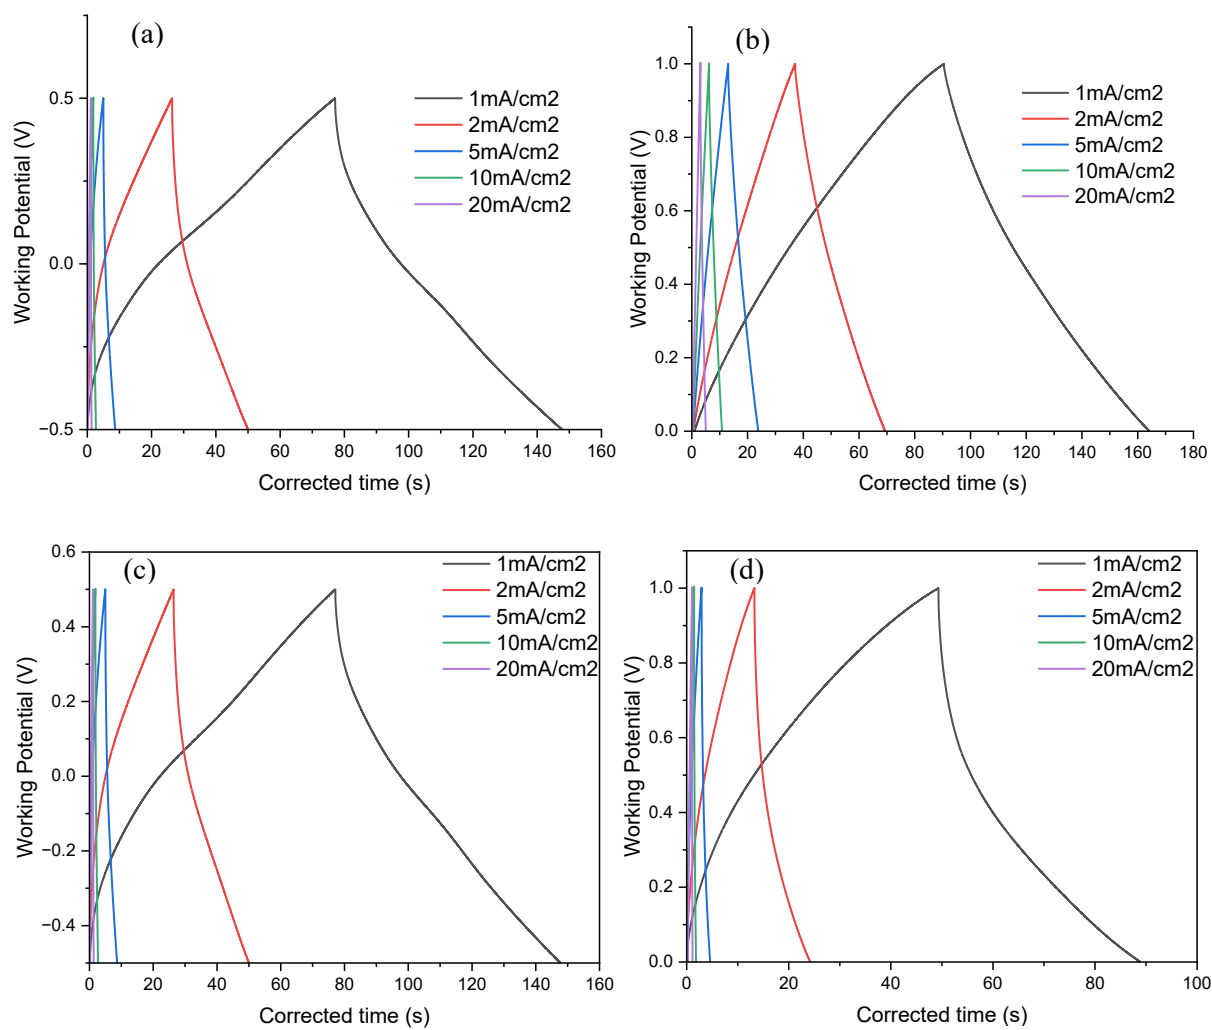 (a)
Working Potential (V)
0.5
0.0
−0.5
0 20 40 60 80 100 120 140 160
Corrected time (s)
1mA/cm2
2mA/cm2
5mA/cm2
10mA/cm2
20mA/cm2
(b)
Working Potential (V)
1.0
0.8
0.6
0.4
0.2
0.0
0 20 40 60 80 100 120 140 160 180
Corrected time (s)
1mA/cm2
2mA/cm2
5mA/cm2
10mA/cm2
20mA/cm2
(c)
Working Potential (V)
0.6
0.4
0.2
0.0
−0.2
−0.4
0 20 40 60 80 100 120 140 160
Corrected time (s)
1mA/cm2
2mA/cm2
5mA/cm2
10mA/cm2
20mA/cm2
(d)
Working Potential (V)
1.0
0.8
0.6
0.4
0.2
0.0
0 20 40 60 80 100
Corrected time (s)
1mA/cm2
2mA/cm2
5mA/cm2
10mA/cm2
20mA/cm2